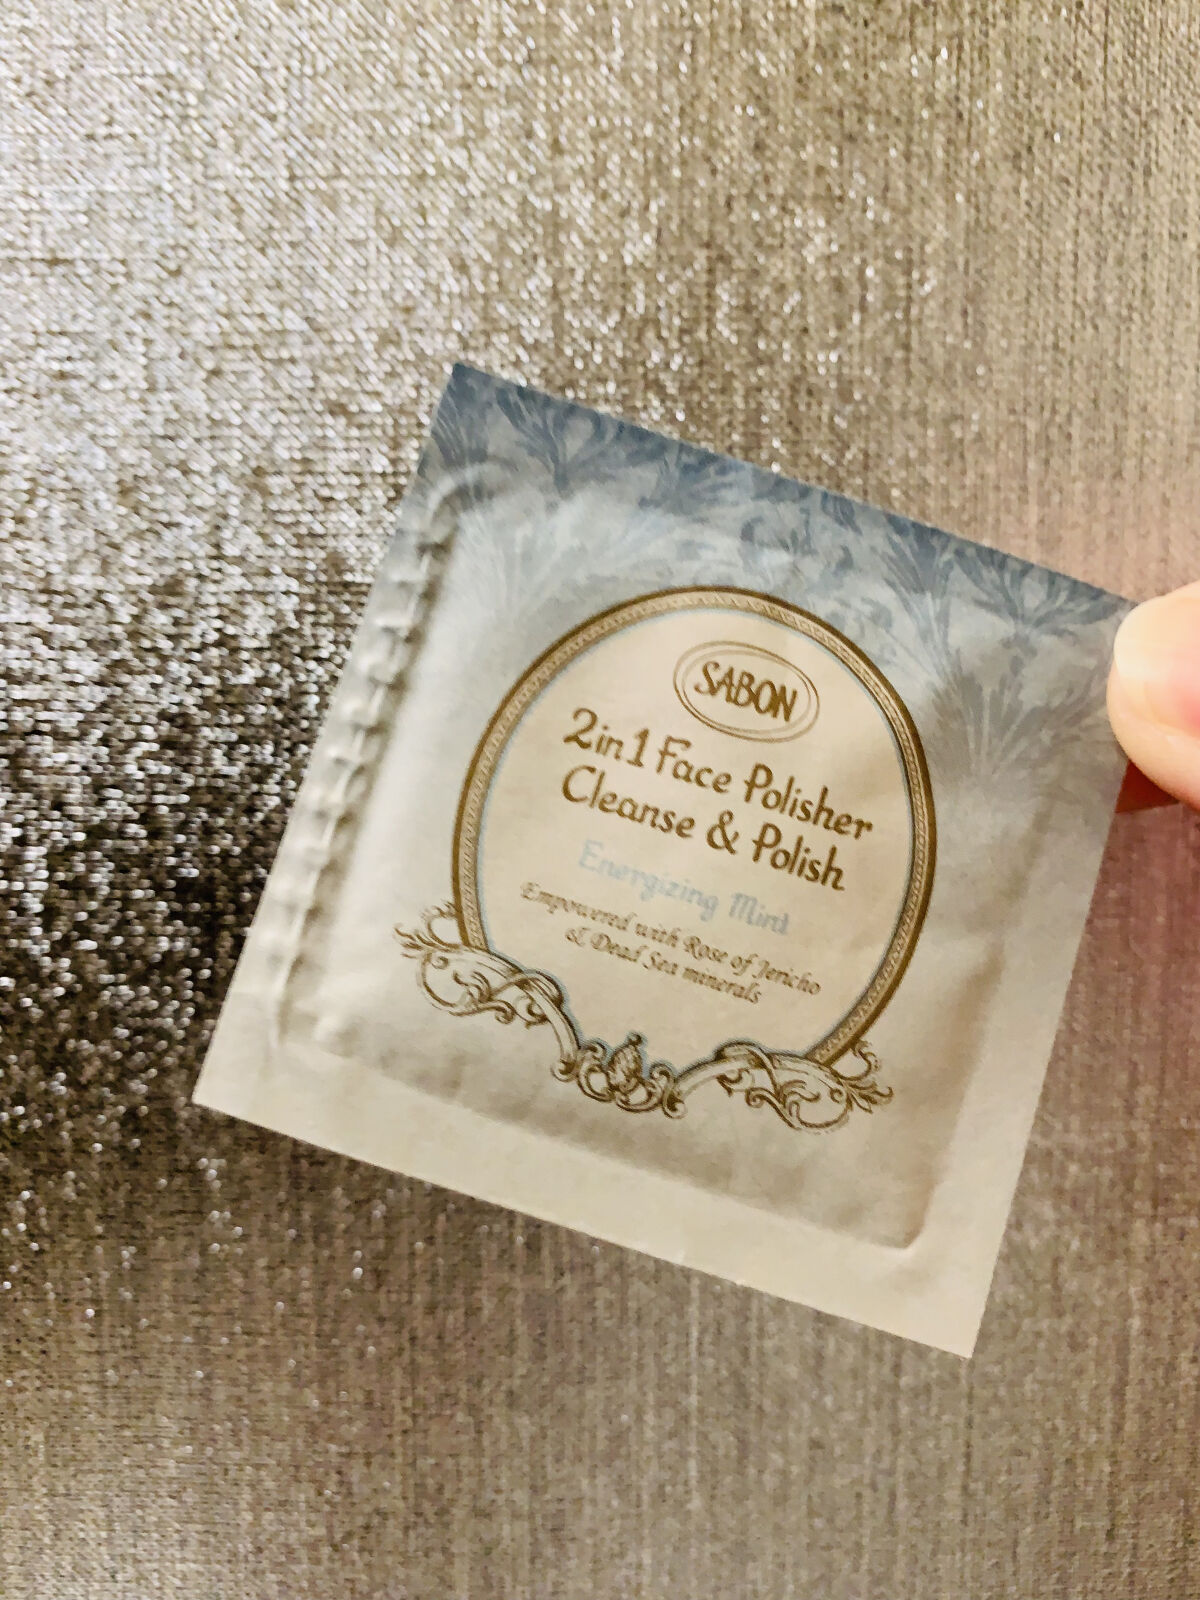 SABON
2in1 Face Polisher
Cleanse & Polish
Energizing Mint
Empowered with Rose of Jericho
& Dead Sea minerals